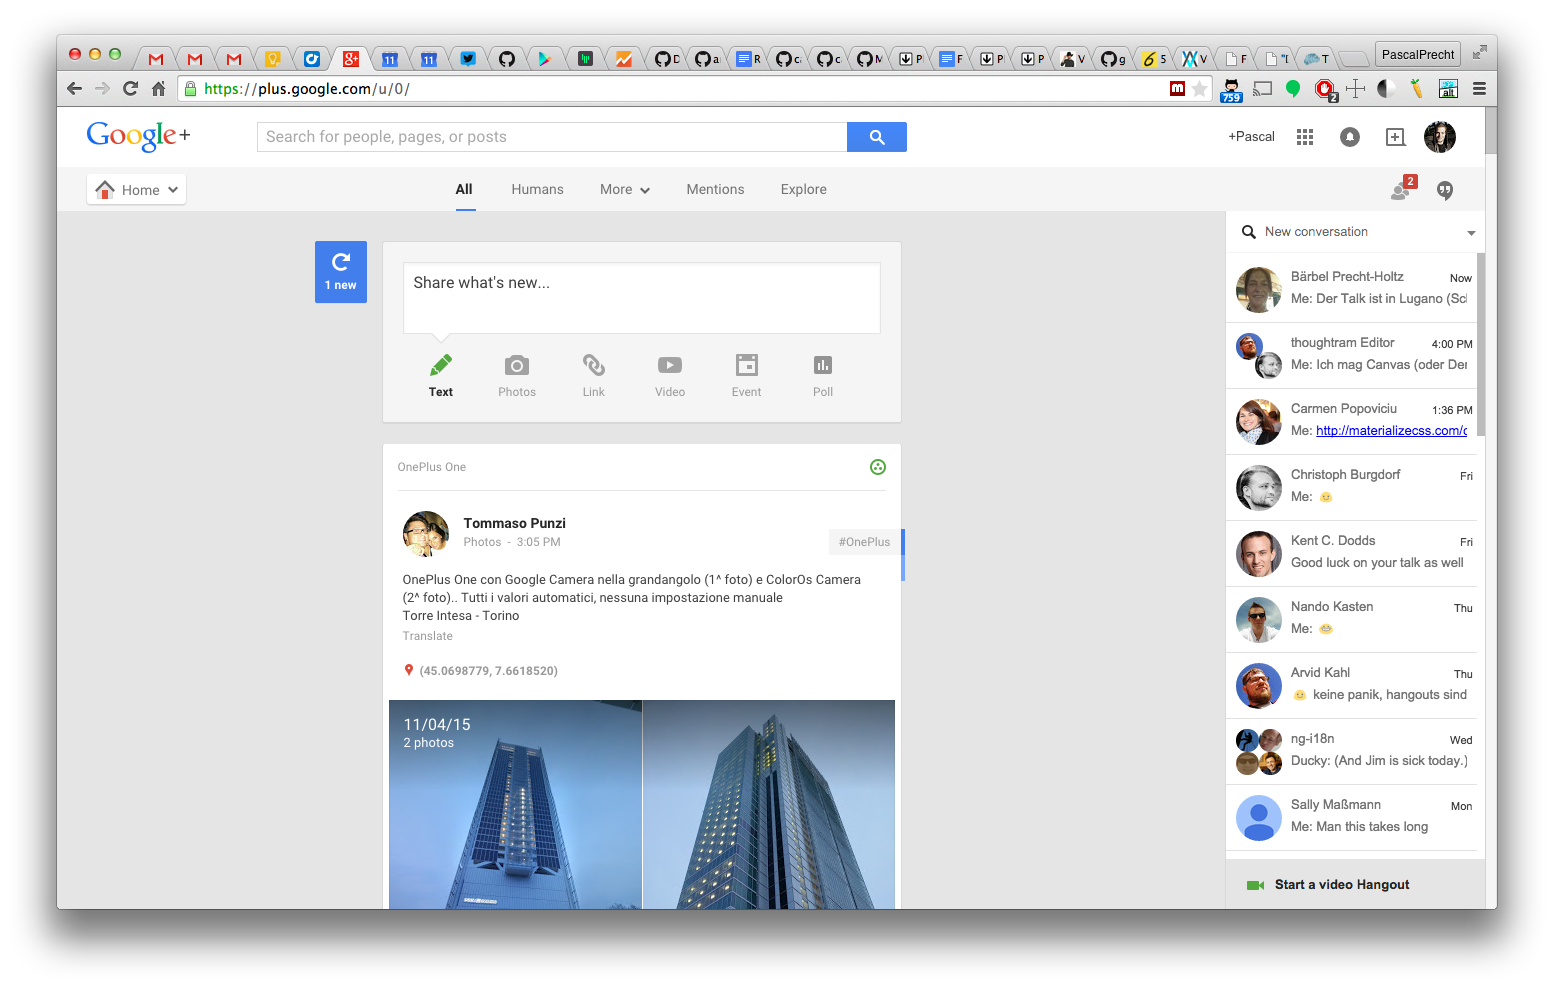 11
11
D
a
R
c
c
M
P
F
P
P
V
g
5
V
F
"[
T
PascalPrecht
https://plus.google.com/u/0/
m
759
2
alt
Google+
Search for people, pages, or posts
+Pascal
Home
All
Humans
More
Mentions
Explore
2
1 new
Share what's new...
Text
Photos
Link
Video
Event
Poll
OnePlus One
Tommaso Punzi
Photos - 3:05 PM
#OnePlus
OnePlus One con Google Camera nella grandangolo (1^ foto) e ColorOs Camera
(2^ foto).. Tutti i valori automatici, nessuna impostazione manuale
Torre Intesa - Torino
Translate
(45.0698779, 7.6618520)
11/04/15
2 photos
New conversation
Bärbel Precht-Holtz Now
Me: Der Talk ist in Lugano (Scl
thoughtram Editor 4:00 PM
Me: Ich mag Canvas (oder Der
Carmen Popoviciu 1:36 PM
Me: http://materializecss.com/c
Christoph Burgdorf Fri
Me:
Kent C. Dodds Fri
Good luck on your talk as well
Nando Kasten Thu
Me:
Arvid Kahl Thu
keine panik, hangouts sind
ng-i18n Wed
Ducky: (And Jim is sick today.)
Sally Maßmann Mon
Me: Man this takes long
Start a video Hangout